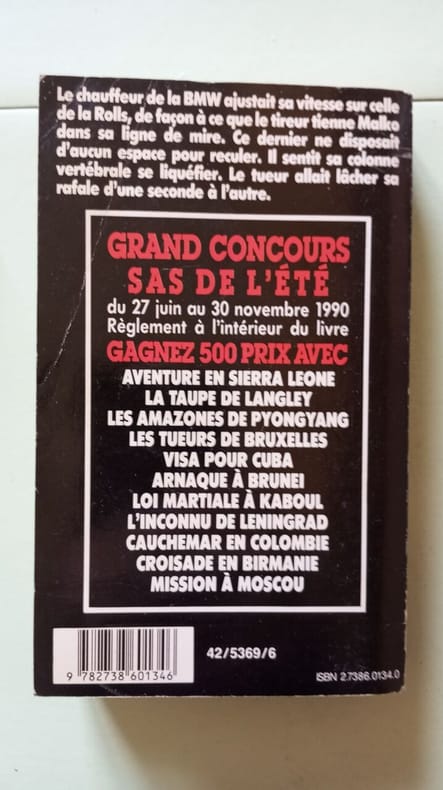 Le chauffeur de la BMW ajustait sa vitesse sur celle
de la Rolls, de façon à ce que le tireur tienne Malko
dans sa ligne de mire. Ce dernier ne disposait
d'aucun espace pour reculer. Il sentit sa colonne
vertébrale se liquéfier. Le tueur allait lâcher sa
rafale d'une seconde à l'autre.
GRAND CONCOURS
SAS DE L'ÉTÉ
du 27 juin au 30 novembre 1990
Règlement à l'intérieur du livre
GAGNEZ 500 PRIX AVEC
AVENTURE EN SIERRA LEONE
LA TAUPE DE LANGLEY
LES AMAZONES DE PYONGYANG
LES TUEURS DE BRUXELLES
VISA POUR CUBA
ARNAQUE À BRUNEI
LOI MARTIALE À KABOUL
L'INCONNU DE LENINGRAD
CAUCHEMAR EN COLOMBIE
CROISADE EN BIRMANIE
MISSION À MOSCOU
9 782738 601346
42/5369/6
ISBN 2.7386.0134.0